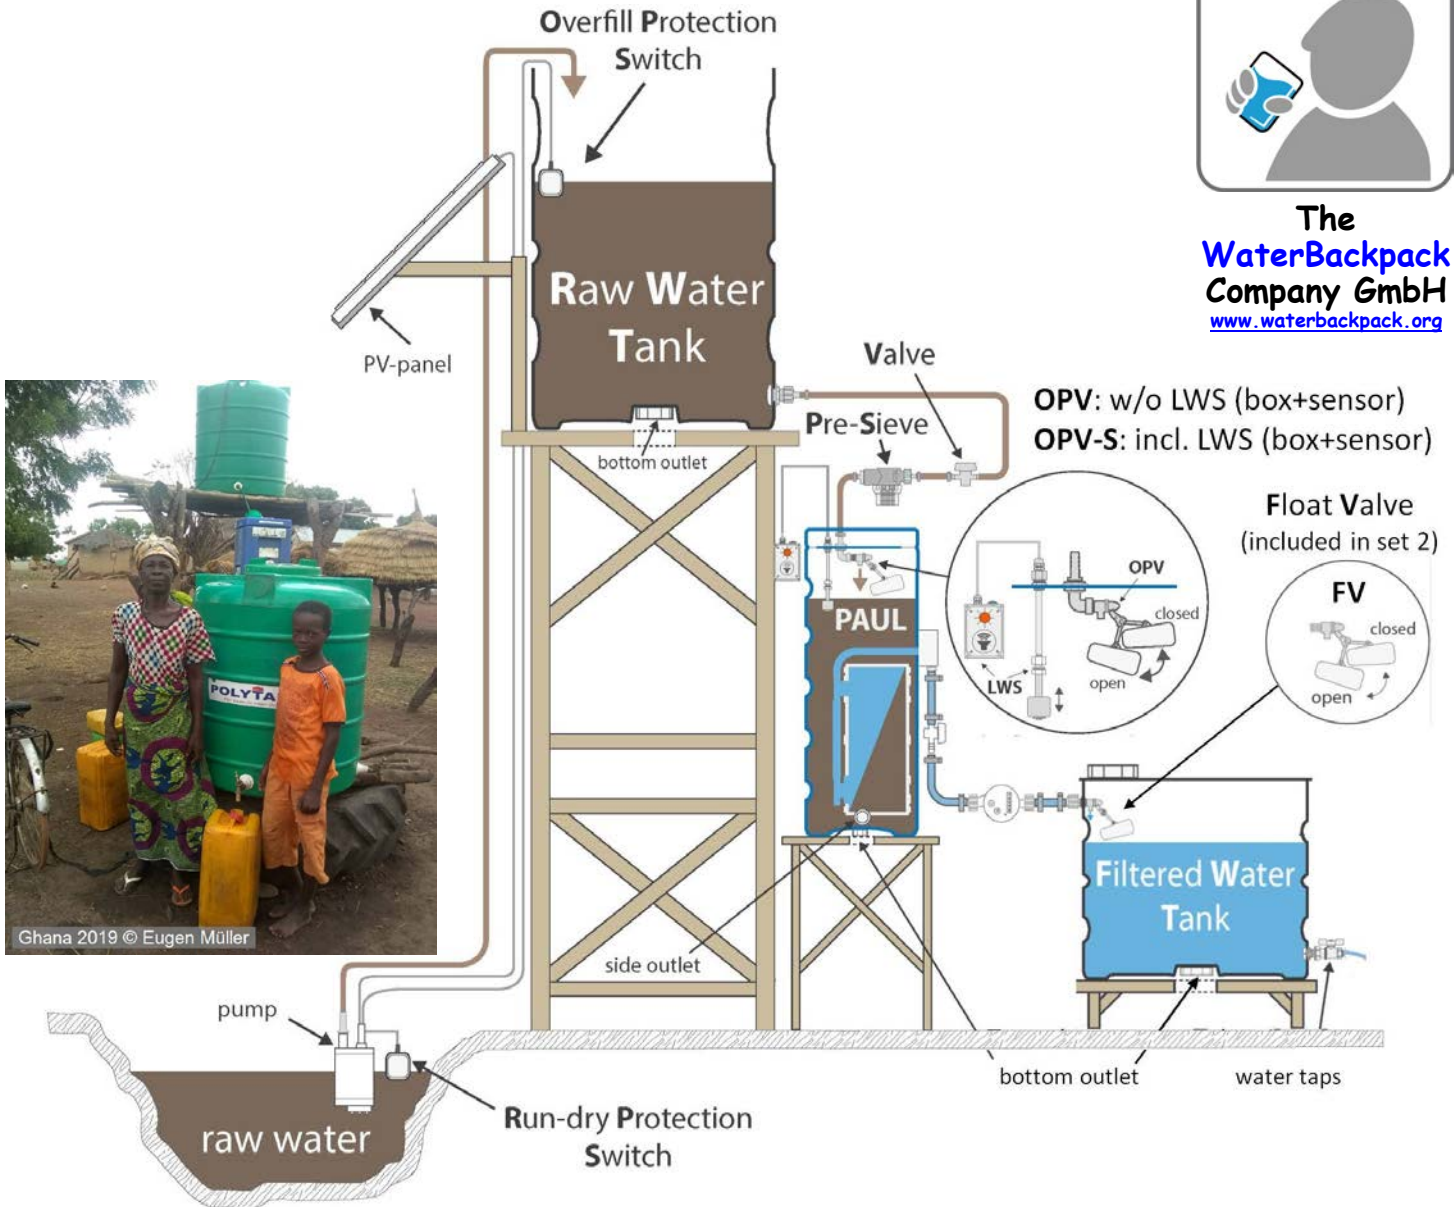 Overfill Protection
Switch
The
WaterBackpack
Company GmbH
www.waterbackpack.org
Raw Water
Tank
PV-panel
bottom outlet
Valve
Pre-Sieve
OPV: w/o LWS (box+sensor)
OPV-S: incl. LWS (box+sensor)
Float Valve
(included in set 2)
FV
closed
open
OPV
closed
LWS
open
PAUL
POLYTA
Ghana 2019 © Eugen Müller
Filtered Water
Tank
side outlet
pump
bottom outlet
water taps
Run-dry Protection
Switch
raw water